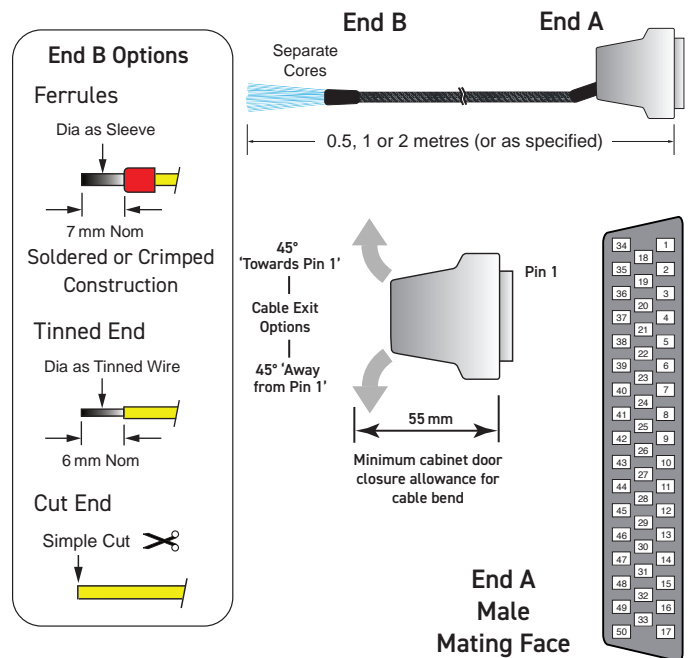 End B Options
Ferrules
Dia as Sleeve
7 mm Nom
Soldered or Crimped
Construction
Tinned End
Dia as Tinned Wire
6 mm Nom
Cut End
Simple Cut
End B
End A
Separate
Cores
0.5, 1 or 2 metres (or as specified)
45°
'Towards Pin 1'
Cable Exit
Options
45° 'Away
from Pin 1'
Pin 1
55 mm
Minimum cabinet door
closure allowance for
cable bend
34 1
18
35 2
19
36 3
20
37 4
21
38 5
22
39 6
23
40 7
24
41 8
25
42 9
26
43 10
27
44 11
28
45 12
29
46 13
30
47 14
31
48 15
32
49 16
33
50 17
End A
Male
Mating Face